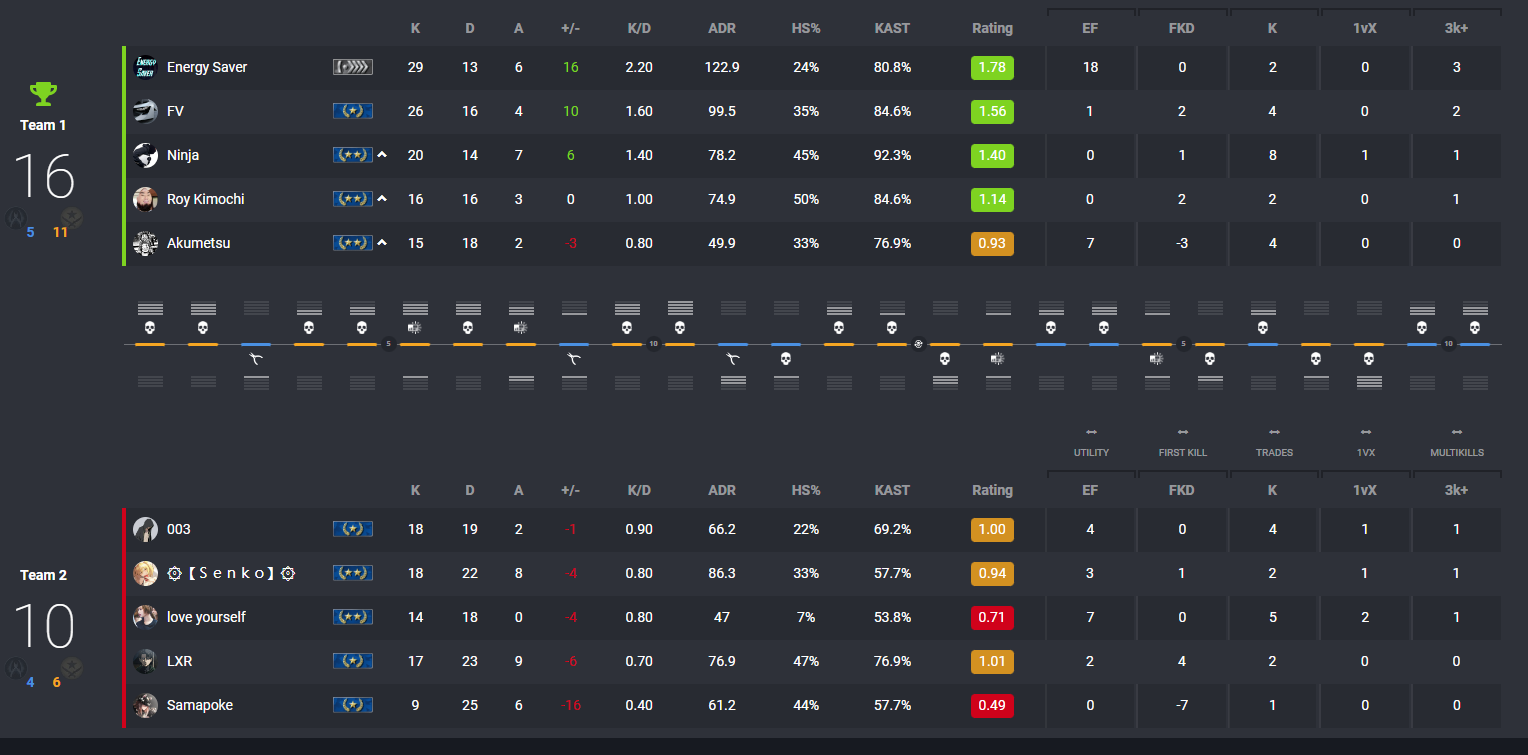 K D A +/- K/D ADR HS% KAST Rating EF FKD K 1vX 3k+
Energy Saver 29 13 6 16 2.20 122.9 24% 80.8% 1.78 18 0 2 0 3
FV 26 16 4 10 1.60 99.5 35% 84.6% 1.56 1 2 4 0 2
Team 1
Ninja 20 14 7 6 1.40 78.2 45% 92.3% 1.40 0 1 8 1 1
16
Roy Kimochi 16 16 3 0 1.00 74.9 50% 84.6% 1.14 0 2 2 0 1
5 11
Akumetsu 15 18 2 -3 0.80 49.9 33% 76.9% 0.93 7 -3 4 0 0
5 10 5 10
UTILITY FIRST KILL TRADES 1VX MULTIKILLS
K D A +/- K/D ADR HS% KAST Rating EF FKD K 1vX 3k+
003 18 19 2 -1 0.90 66.2 22% 69.2% 1.00 4 0 4 1 1
۞【Ｓｅｎｋｏ】۞ 18 22 8 -4 0.80 86.3 33% 57.7% 0.94 3 1 2 1 1
Team 2
love yourself 14 18 0 -4 0.80 47 7% 53.8% 0.71 7 0 5 2 1
10
LXR 17 23 9 -6 0.70 76.9 47% 76.9% 1.01 2 4 2 0 0
4 6
Samapoke 9 25 6 -16 0.40 61.2 44% 57.7% 0.49 0 -7 1 0 0